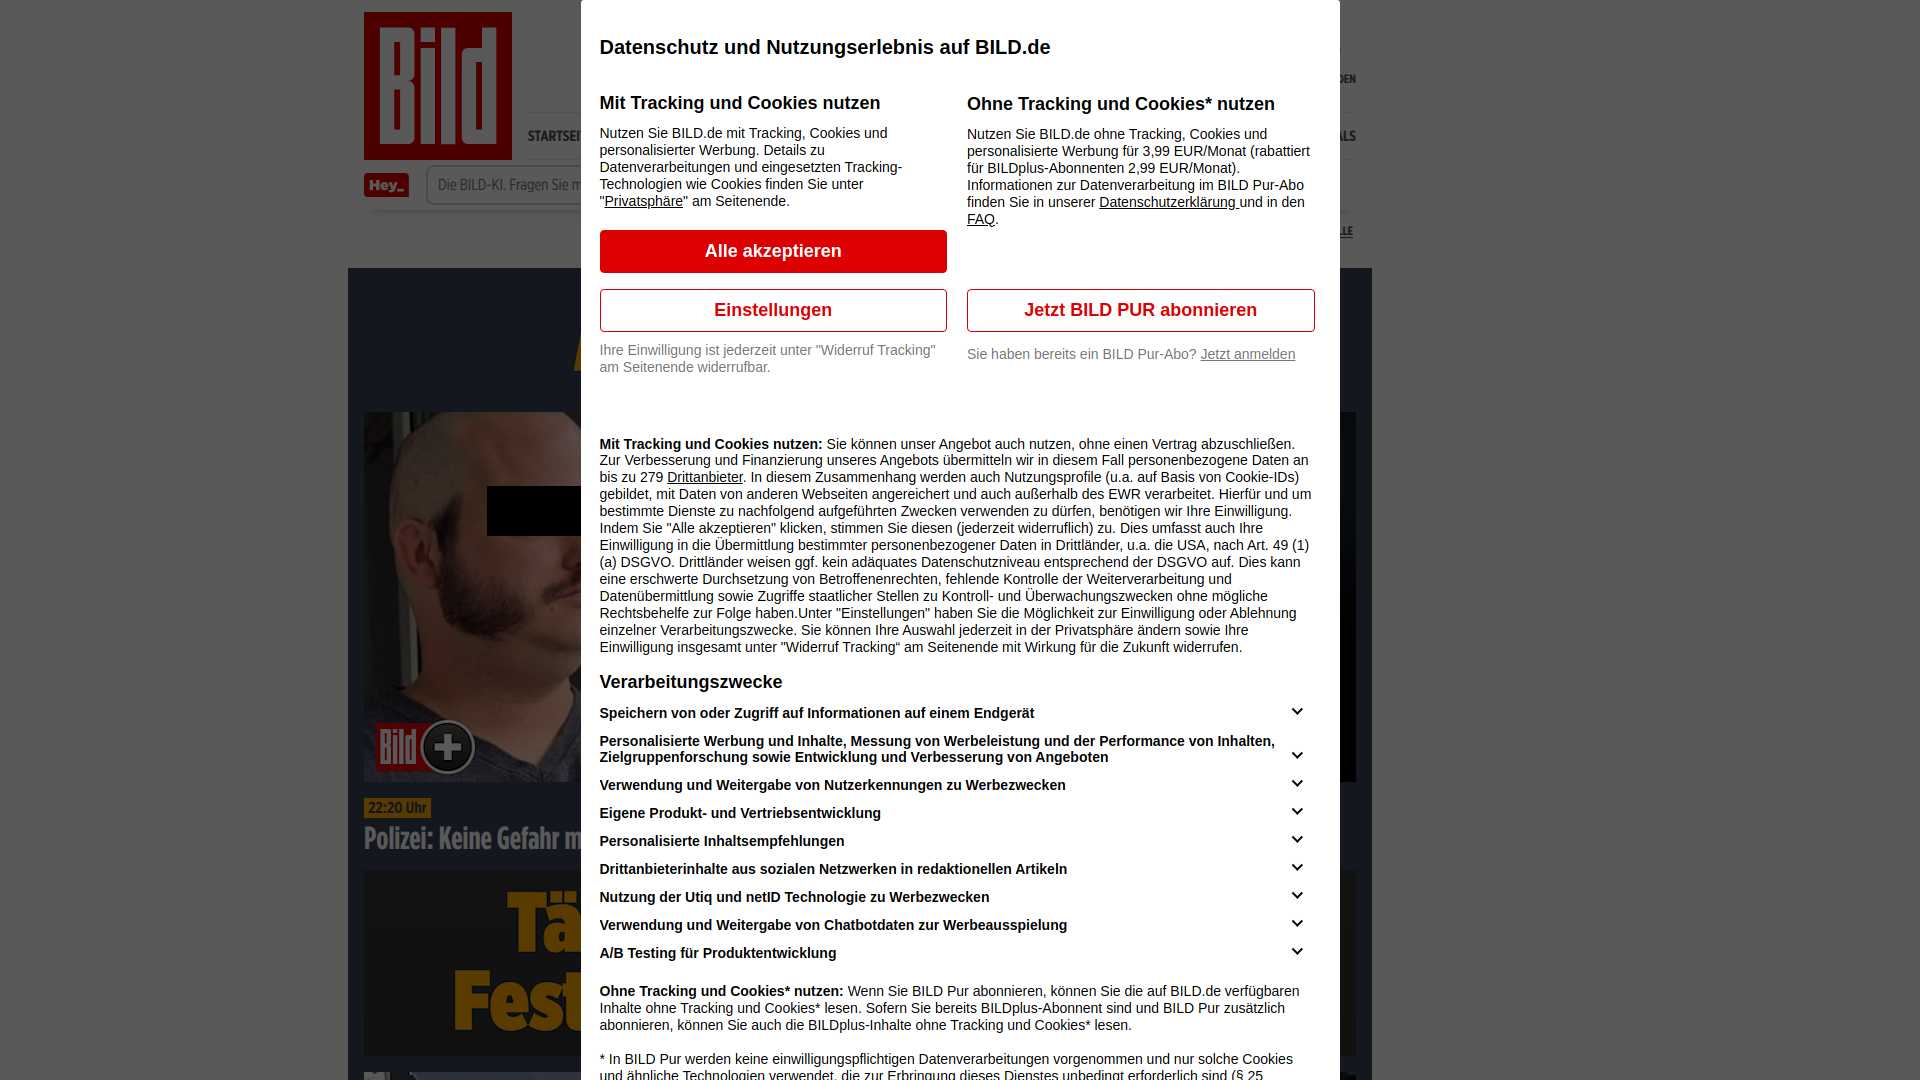 Bild
STARTSEI
Hey_
Die BILD-KI. Fragen Sie m
DEN
ALS
LLE
Datenschutz und Nutzungserlebnis auf BILD.de
Mit Tracking und Cookies nutzen
Nutzen Sie BILD.de mit Tracking, Cookies und
personalisierter Werbung. Details zu
Datenverarbeitungen und eingesetzten Tracking-
Technologien wie Cookies finden Sie unter
"Privatsphäre" am Seitenende.
Alle akzeptieren
Einstellungen
Ihre Einwilligung ist jederzeit unter "Widerruf Tracking"
am Seitenende widerrufbar.
Ohne Tracking und Cookies* nutzen
Nutzen Sie BILD.de ohne Tracking, Cookies und
personalisierte Werbung für 3,99 EUR/Monat (rabattiert
für BILDplus-Abonnenten 2,99 EUR/Monat).
Informationen zur Datenverarbeitung im BILD Pur-Abo
finden Sie in unserer Datenschutzerklärung und in den
FAQ.
Jetzt BILD PUR abonnieren
Sie haben bereits ein BILD Pur-Abo? Jetzt anmelden
Mit Tracking und Cookies nutzen: Sie können unser Angebot auch nutzen, ohne einen Vertrag abzuschließen.
Zur Verbesserung und Finanzierung unseres Angebots übermitteln wir in diesem Fall personenbezogene Daten an
bis zu 279 Drittanbieter. In diesem Zusammenhang werden auch Nutzungsprofile (u.a. auf Basis von Cookie-IDs)
gebildet, mit Daten von anderen Webseiten angereichert und auch außerhalb des EWR verarbeitet. Hierfür und um
bestimmte Dienste zu nachfolgend aufgeführten Zwecken verwenden zu dürfen, benötigen wir Ihre Einwilligung.
Indem Sie "Alle akzeptieren" klicken, stimmen Sie diesen (jederzeit widerruflich) zu. Dies umfasst auch Ihre
Einwilligung in die Übermittlung bestimmter personenbezogener Daten in Drittländer, u.a. die USA, nach Art. 49 (1)
(a) DSGVO. Drittländer weisen ggf. kein adäquates Datenschutzniveau entsprechend der DSGVO auf. Dies kann
eine erschwerte Durchsetzung von Betroffenenrechten, fehlende Kontrolle der Weiterverarbeitung und
Datenübermittlung sowie Zugriffe staatlicher Stellen zu Kontroll- und Überwachungszwecken ohne mögliche
Rechtsbehelfe zur Folge haben.Unter "Einstellungen" haben Sie die Möglichkeit zur Einwilligung oder Ablehnung
einzelner Verarbeitungszwecke. Sie können Ihre Auswahl jederzeit in der Privatsphäre ändern sowie Ihre
Einwilligung insgesamt unter "Widerruf Tracking“ am Seitenende mit Wirkung für die Zukunft widerrufen.
Verarbeitungszwecke
Speichern von oder Zugriff auf Informationen auf einem Endgerät
Personalisierte Werbung und Inhalte, Messung von Werbeleistung und der Performance von Inhalten,
Zielgruppenforschung sowie Entwicklung und Verbesserung von Angeboten
Verwendung und Weitergabe von Nutzerkennungen zu Werbezwecken
Eigene Produkt- und Vertriebsentwicklung
Personalisierte Inhaltsempfehlungen
Drittanbieterinhalte aus sozialen Netzwerken in redaktionellen Artikeln
Nutzung der Utiq und netID Technologie zu Werbezwecken
Verwendung und Weitergabe von Chatbotdaten zur Werbeausspielung
A/B Testing für Produktentwicklung
Ohne Tracking und Cookies* nutzen: Wenn Sie BILD Pur abonnieren, können Sie die auf BILD.de verfügbaren
Inhalte ohne Tracking und Cookies* lesen. Sofern Sie bereits BILDplus-Abonnent sind und BILD Pur zusätzlich
abonnieren, können Sie auch die BILDplus-Inhalte ohne Tracking und Cookies* lesen.
* In BILD Pur werden keine einwilligungspflichtigen Datenverarbeitungen vorgenommen und nur solche Cookies
und ähnliche Technologien verwendet, die zur Erbringung dieses Dienstes unbedingt erforderlich sind (§ 25
Bild +
22:20 Uhr
Polizei: Keine Gefahr m
Tä
Fest